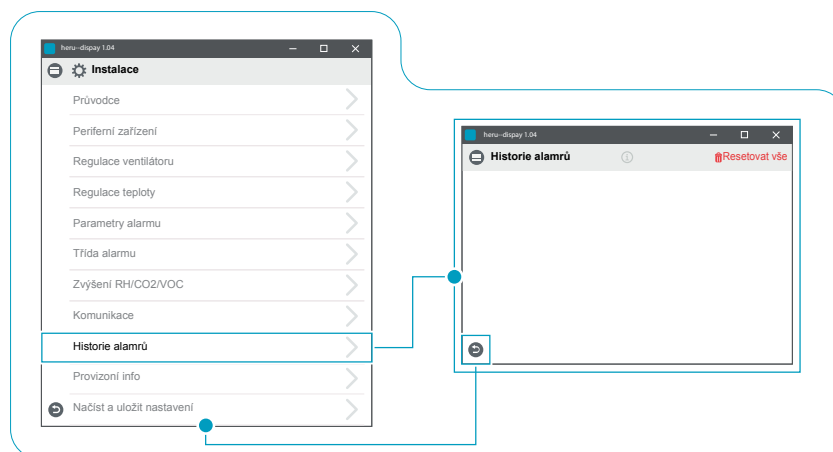 heru--dispay 1.04
Instalace
Průvodce
Periferní zařízení
Regulace ventilátoru
Regulace teploty
Parametry alarmu
Třída alarmu
Zvýšení RH/CO2/VOC
Komunikace
Historie alamrů
Provizoní info
Načíst a uložit nastavení
heru--dispay 1.04
Historie alamrů
Resetovat vše